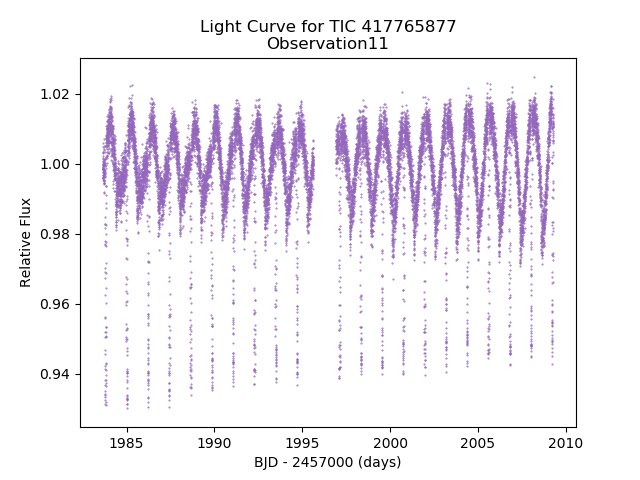 Light Curve for TIC 417765877
Observation11
Relative Flux
1.02
1.00
0.98
0.96
0.94
1985
1990
1995
2000
2005
2010
BJD - 2457000 (days)